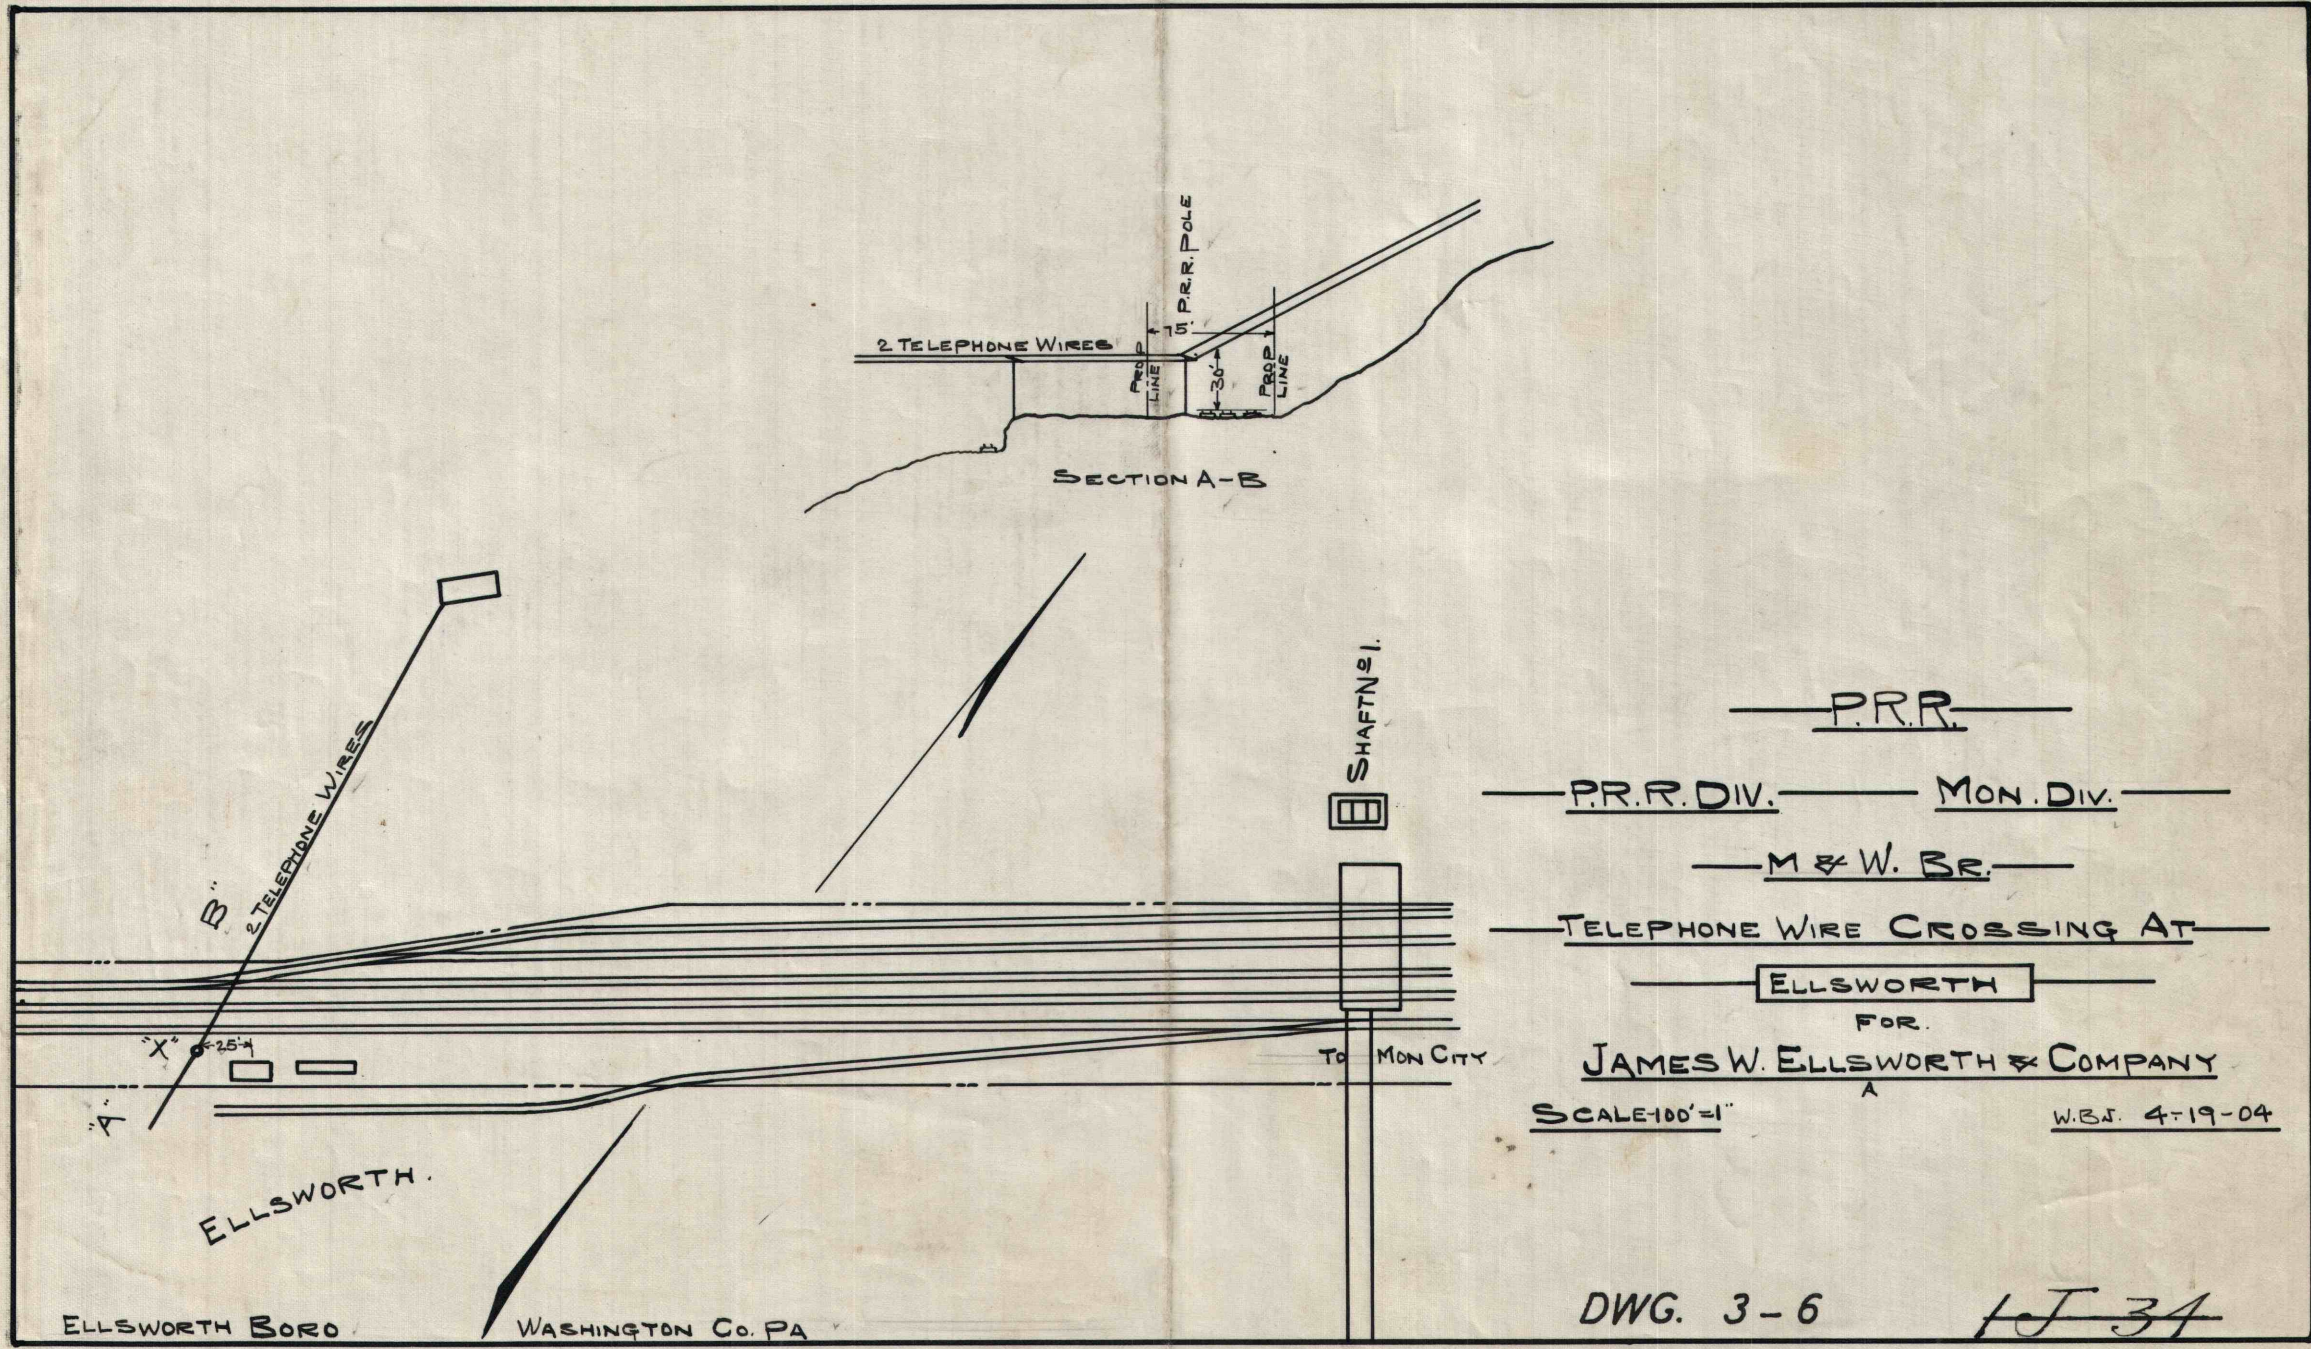 P.R.R. POLE
75'
2 TELEPHONE WIRES
PROP
LINE
30'
PROP
LINE
SECTION A-B
SHAFT Nº 1.
2 TELEPHONE WIRES
B"
"X"
25'
"A"
TO MON CITY
ELLSWORTH.
ELLSWORTH BORO
WASHINGTON CO. PA
P.R.R.
P.R.R. DIV. MON. DIV.
M & W. BR.
TELEPHONE WIRE CROSSING AT
ELLSWORTH
FOR.
JAMES W. ELLSWORTH & COMPANY
A
SCALE-100'=1"
W.B.J. 4-19-04
DWG. 3-6